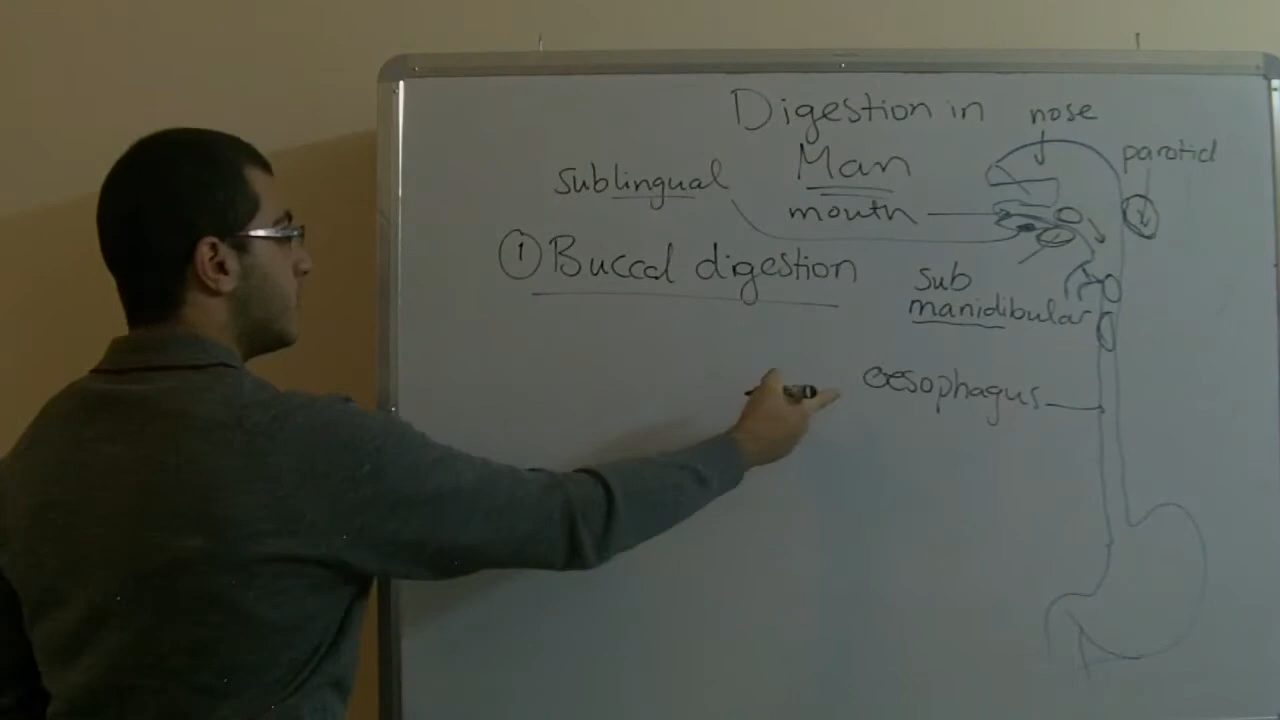 Digestion in
Man
nose
parotid
sublingual
mouth
① Buccal digestion
sub
manidibular
oesophagus